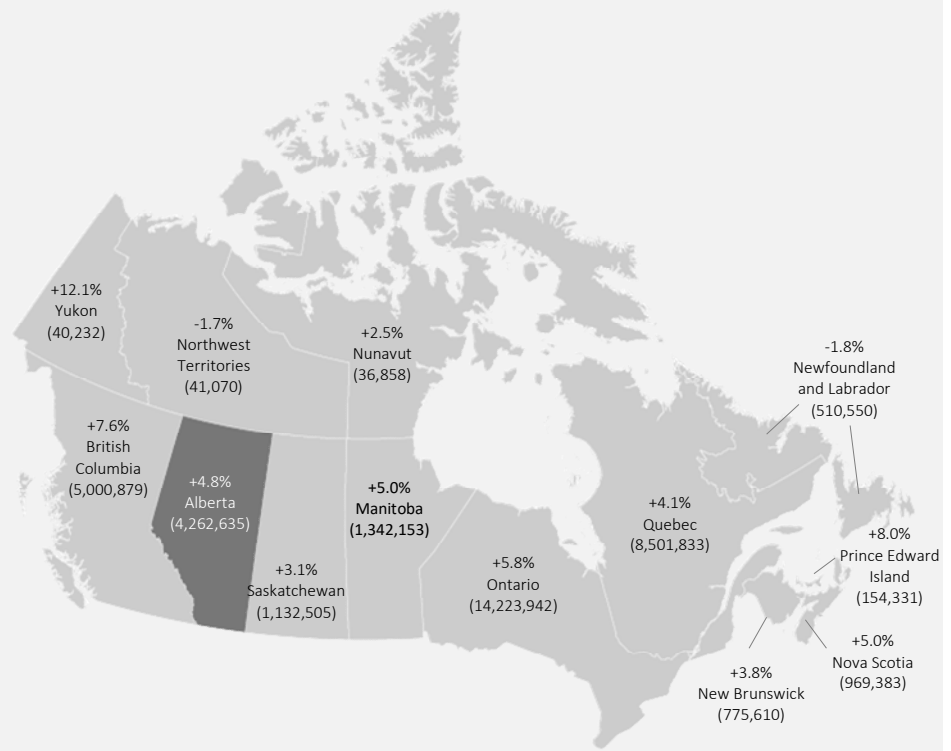 +12.1%
Yukon
(40,232)
-1.7%
Northwest
Territories
(41,070)
+2.5%
Nunavut
(36,858)
-1.8%
Newfoundland
and Labrador
(510,550)
+7.6%
British
Columbia
(5,000,879)
+4.8%
Alberta
(4,262,635)
+3.1%
Saskatchewan
(1,132,505)
+5.0%
Manitoba
(1,342,153)
+5.8%
Ontario
(14,223,942)
+4.1%
Quebec
(8,501,833)
+8.0%
Prince Edward
Island
(154,331)
+5.0%
Nova Scotia
(969,383)
+3.8%
New Brunswick
(775,610)